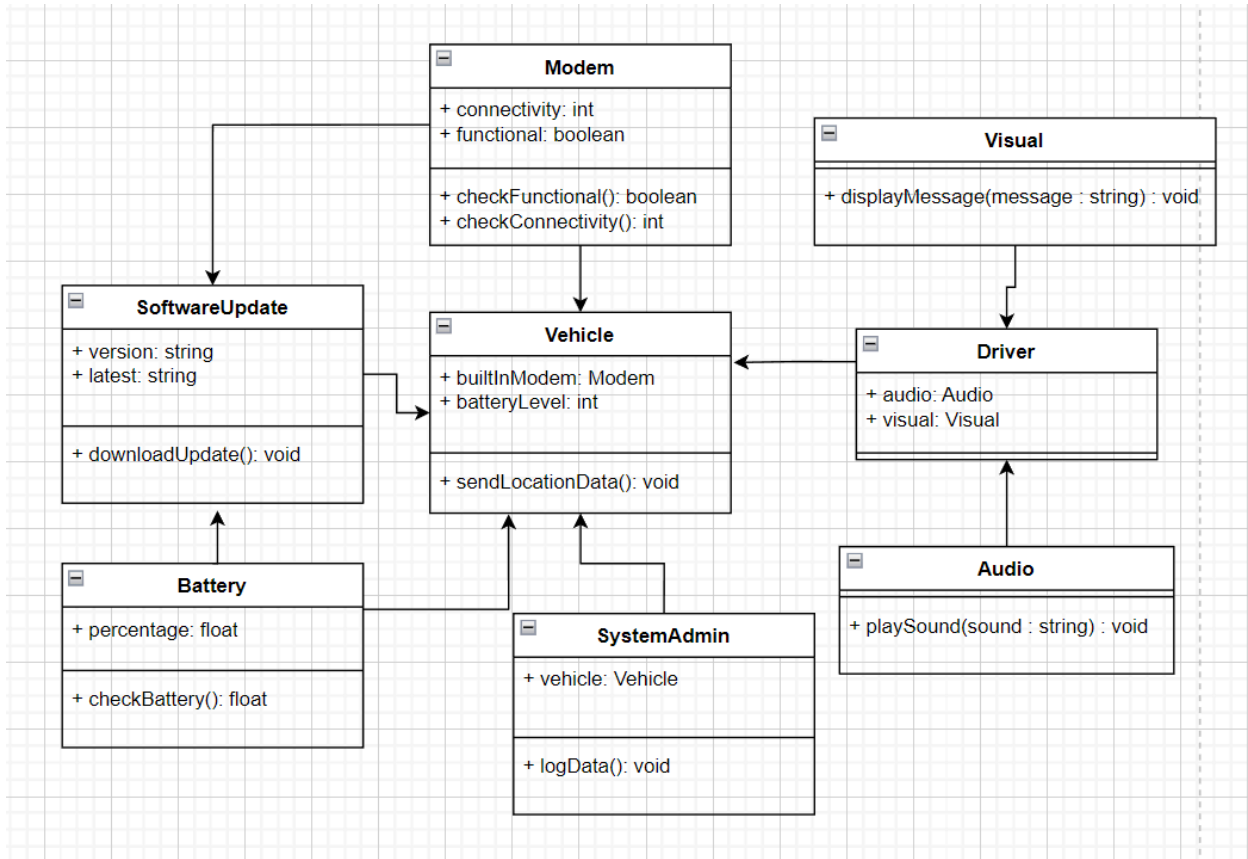 Modem
+ connectivity: int
+ functional: boolean
+ checkFunctional(): boolean
+ checkConnectivity(): int
Visual
+ displayMessage(message : string) : void
SoftwareUpdate
+ version: string
+ latest: string
+ downloadUpdate(): void
Vehicle
+ builtInModem: Modem
+ batteryLevel: int
+ sendLocationData(): void
Driver
+ audio: Audio
+ visual: Visual
Battery
+ percentage: float
+ checkBattery(): float
SystemAdmin
+ vehicle: Vehicle
+ logData(): void
Audio
+ playSound(sound : string) : void